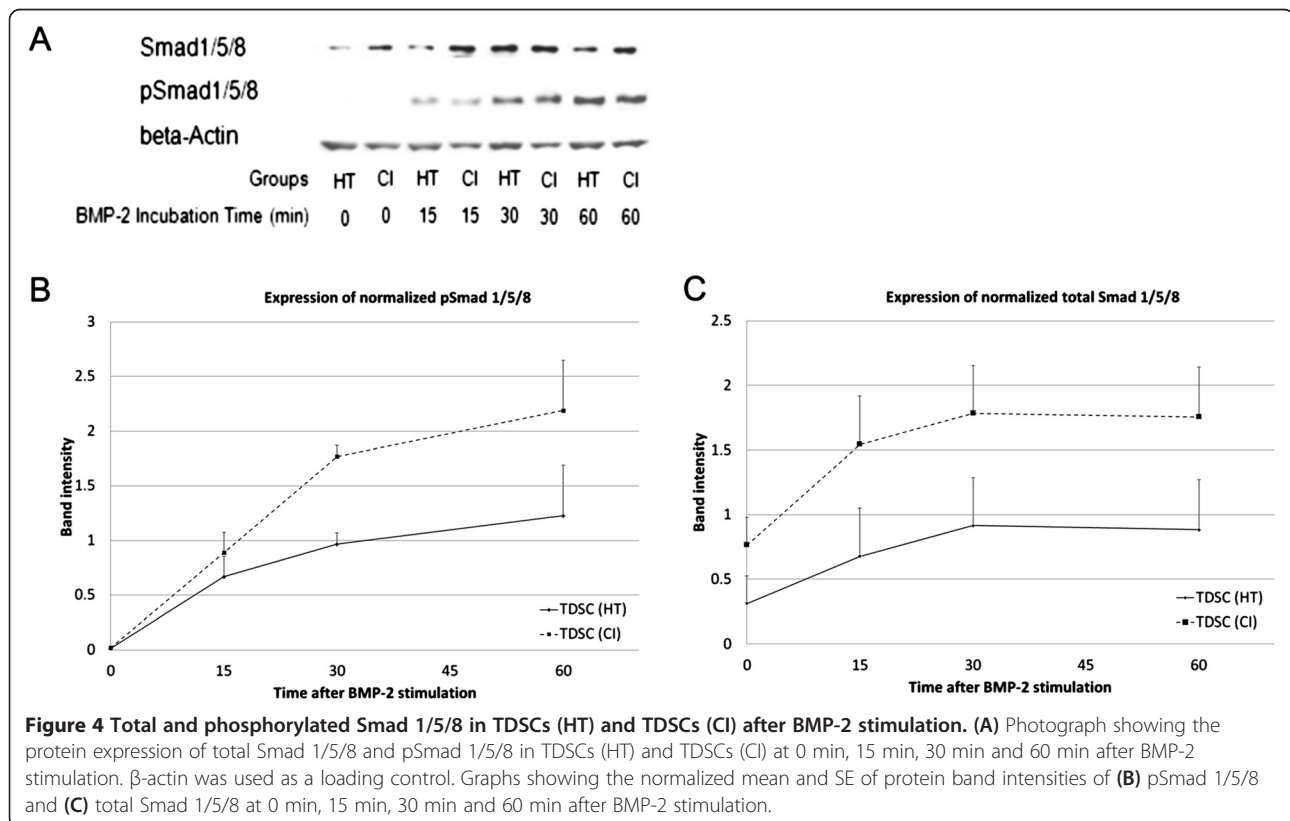 A
Smad1/5/8
pSmad1/5/8
beta-Actin
Groups HT CI HT CI HT CI HT CI
BMP-2 Incubation Time (min) 0 0 15 15 30 30 60 60
B
Expression of normalized pSmad 1/5/8
3
2.5
2
1.5
1
0.5
0
Band intensity
0 15 30 45 60
Time after BMP-2 stimulation
TDSC (HT)
TDSC (CI)
C
Expression of normalized total Smad 1/5/8
2.5
2
1.5
1
0.5
0
Band intensity
0 15 30 45 60
Time after BMP-2 stimulation
TDSC (HT)
TDSC (CI)
Figure 4 Total and phosphorylated Smad 1/5/8 in TDSCs (HT) and TDSCs (CI) after BMP-2 stimulation. (A) Photograph showing the
protein expression of total Smad 1/5/8 and pSmad 1/5/8 in TDSCs (HT) and TDSCs (CI) at 0 min, 15 min, 30 min and 60 min after BMP-2
stimulation. β-actin was used as a loading control. Graphs showing the normalized mean and SE of protein band intensities of (B) pSmad 1/5/8
and (C) total Smad 1/5/8 at 0 min, 15 min, 30 min and 60 min after BMP-2 stimulation.